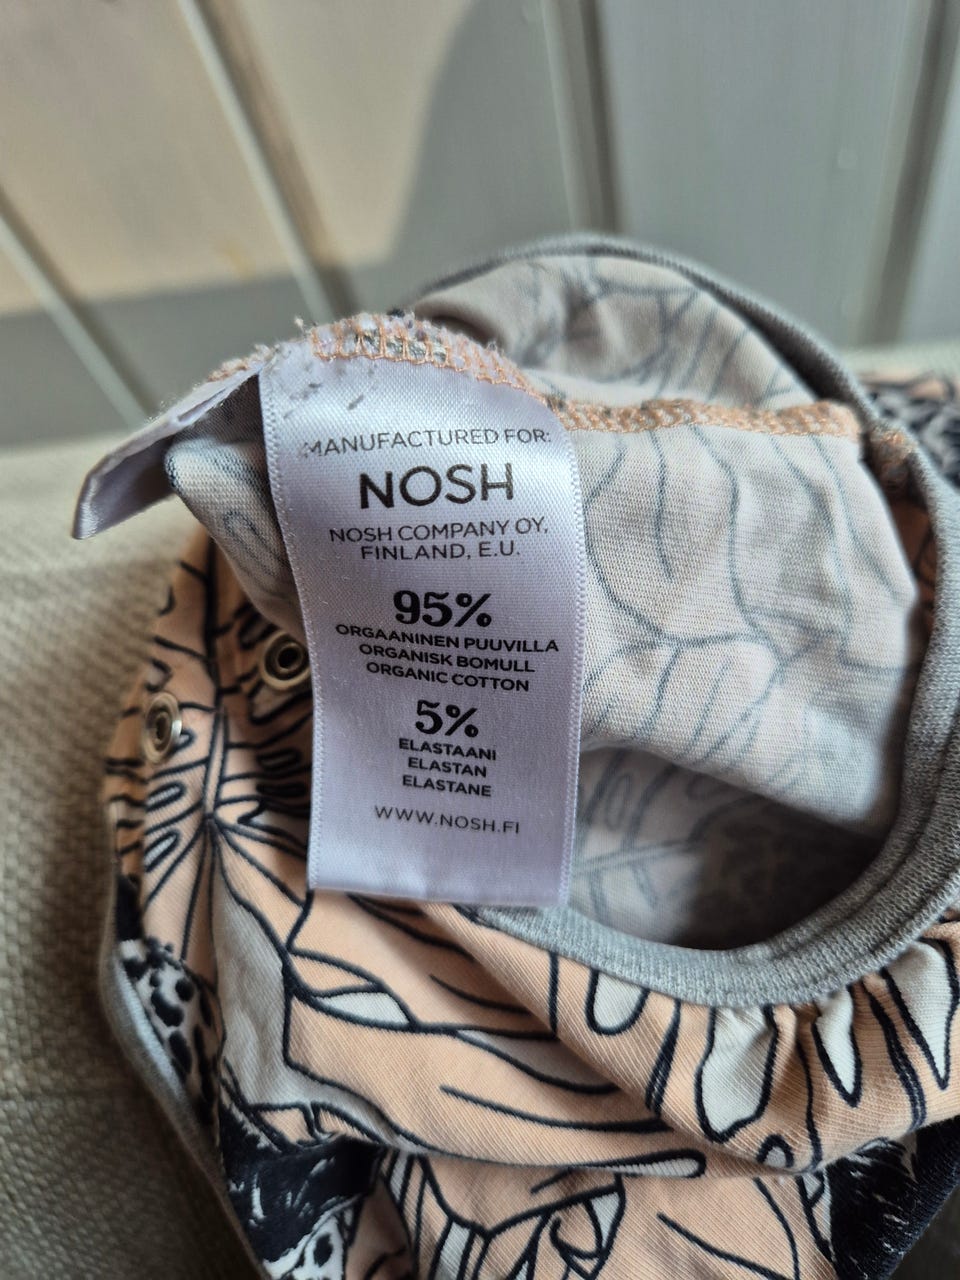 MANUFACTURED FOR:
NOSH
NOSH COMPANY OY,
FINLAND, E.U.
95%
ORGAANINEN PUUVILLA
ORGANISK BOMULL
ORGANIC COTTON
5%
ELASTAANI
ELASTAN
ELASTANE
WWW.NOSH.FI